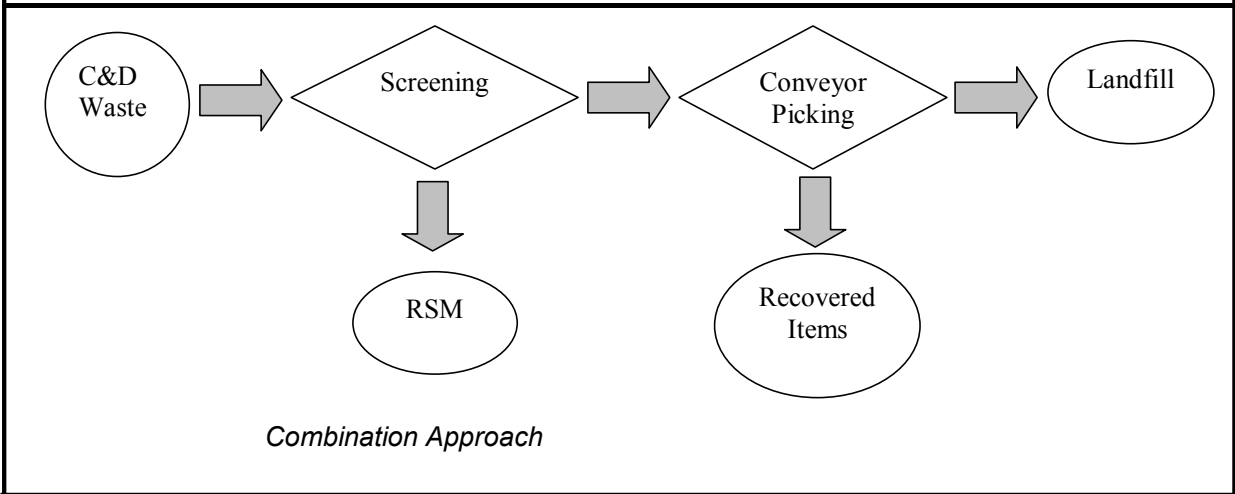 C&D
Waste
Screening
Conveyor
Picking
Landfill
RSM
Recovered
Items
Combination Approach